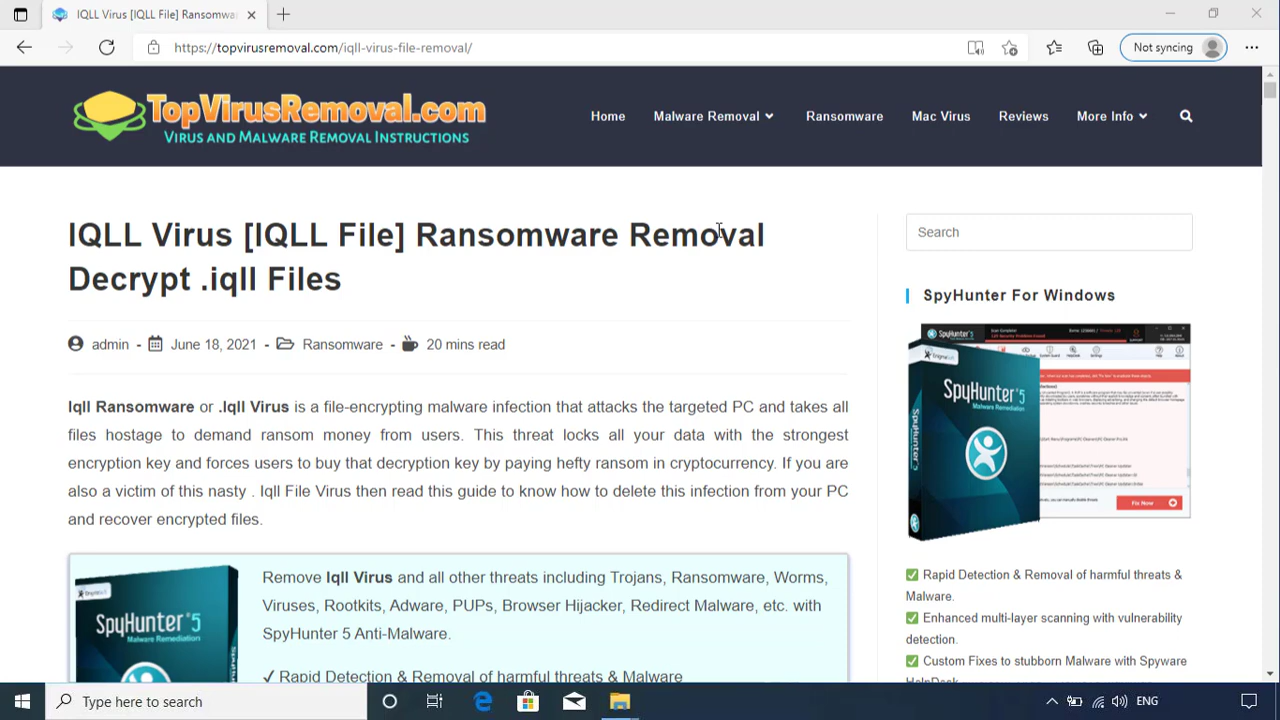 IQLL Virus [IQLL File] Ransomwa
https://topvirusremoval.com/iqll-virus-file-removal/
Not syncing
TopVirusRemoval.com
Virus and Malware Removal Instructions
Home
Malware Removal
Ransomware
Mac Virus
Reviews
More Info
IQLL Virus [IQLL File] Ransomware Removal
Decrypt .iqll Files
admin - June 18, 2021 - Ransomware - 20 mins read
Iqll Ransomware or .Iqll Virus is a file-encrypting malware infection that attacks the targeted PC and takes all
files hostage to demand ransom money from users. This threat locks all your data with the strongest
encryption key and forces users to buy that decryption key by paying hefty ransom in cryptocurrency. If you are
also a victim of this nasty . Iqll File Virus then read this guide to know how to delete this infection from your PC
and recover encrypted files.
SpyHunter 5
Malware Remediation
Remove Iqll Virus and all other threats including Trojans, Ransomware, Worms,
Viruses, Rootkits, Adware, PUPs, Browser Hijacker, Redirect Malware, etc. with
SpyHunter 5 Anti-Malware.
✓ Rapid Detection & Removal of harmful threats & Malware
Search
SpyHunter For Windows
SpyHunter 5
Malware Remediation
SpyHunter
Fix Now
✅ Rapid Detection & Removal of harmful threats &
Malware.
✅ Enhanced multi-layer scanning with vulnerability
detection.
✅ Custom Fixes to stubborn Malware with Spyware
HelpDesk
Type here to search
ENG